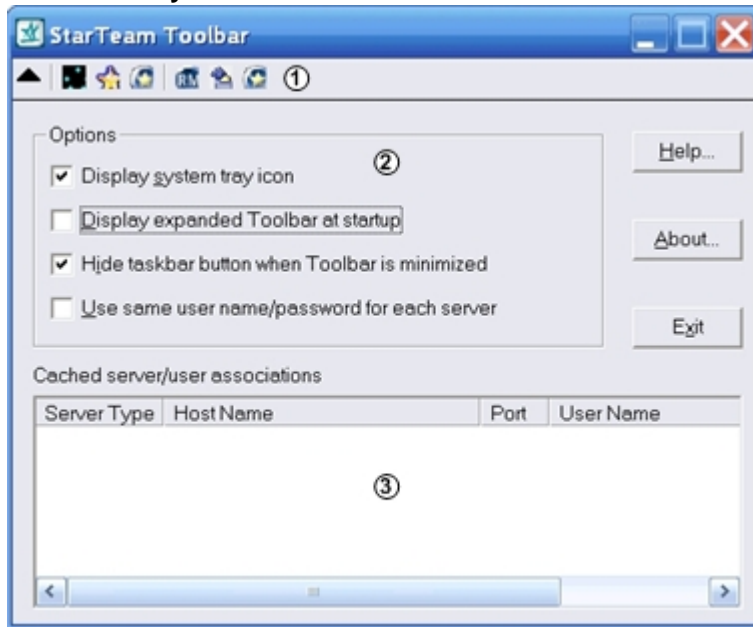 StarTeam Toolbar
RM ①
Options
②
Display system tray icon
Display expanded Toolbar at startup
Hide taskbar button when Toolbar is minimized
Use same user name/password for each server
Help...
About...
Exit
Cached server/user associations
Server Type Host Name Port User Name
③